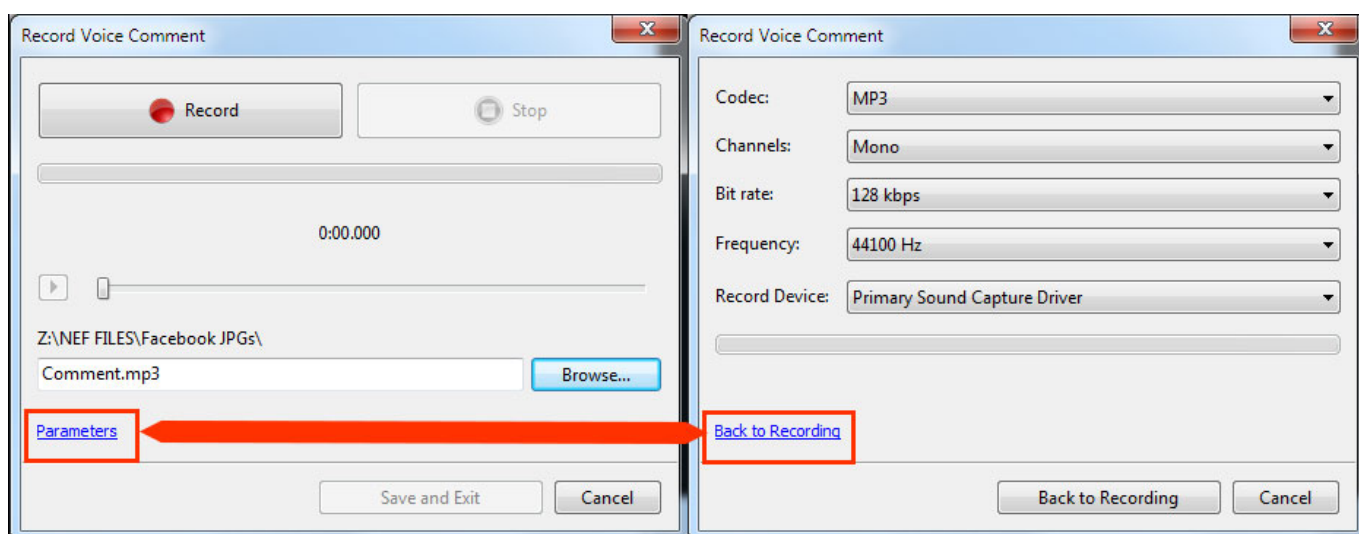 Record Voice Comment
Record
Stop
0:00.000
Z:\NEF FILES\Facebook JPGs\
Comment.mp3
Browse...
Parameters
Save and Exit
Cancel
Record Voice Comment
Codec: MP3
Channels: Mono
Bit rate: 128 kbps
Frequency: 44100 Hz
Record Device: Primary Sound Capture Driver
Back to Recording
Back to Recording
Cancel